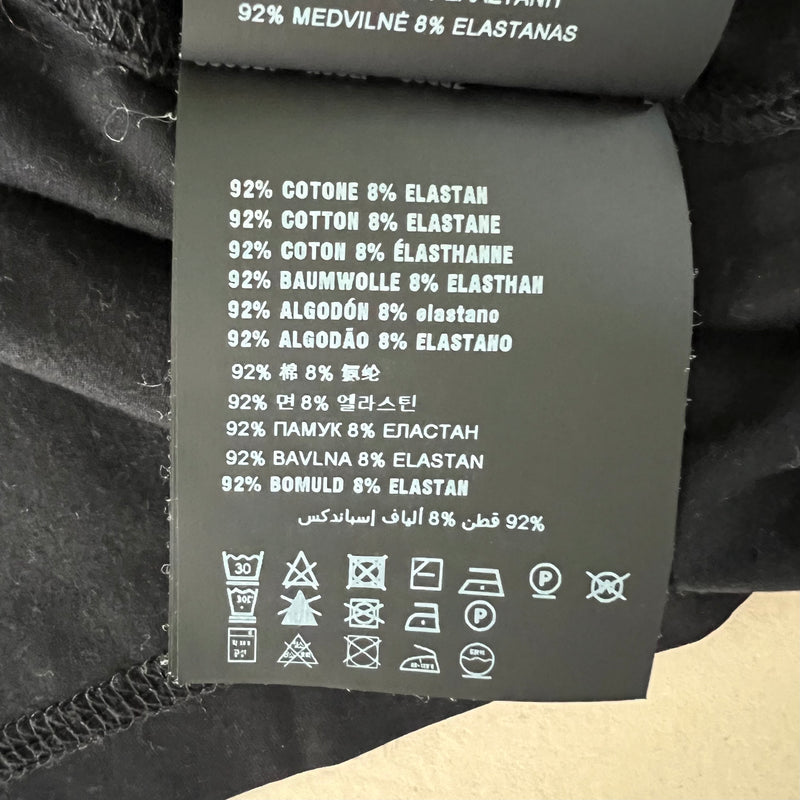 92% MEDVILNĖ 8% ELASTANAS
92% COTONE 8% ELASTAN
92% COTTON 8% ELASTANE
92% COTON 8% ÉLASTHANNE
92% BAUMWOLLE 8% ELASTHAN
92% ALGODÓN 8% elastano
92% ALGODÃO 8% ELASTANO
92% 棉 8% 氨纶
92% 면 8% 엘라스틴
92% ПАМУК 8% ЕЛАСТАН
92% BAVLNA 8% ELASTAN
92% BOMULD 8% ELASTAN
92% قطن 8% ألياف إسباندكس
30 P
P